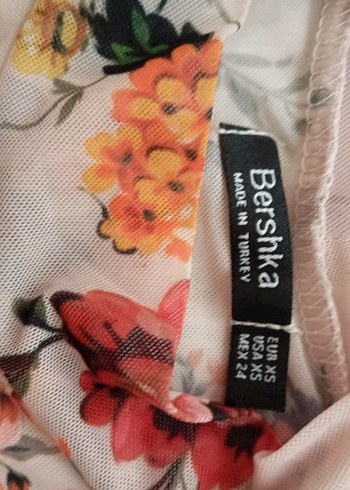 Bershka
MADE IN TURKEY
EUR XS
USA XS
MEX 24